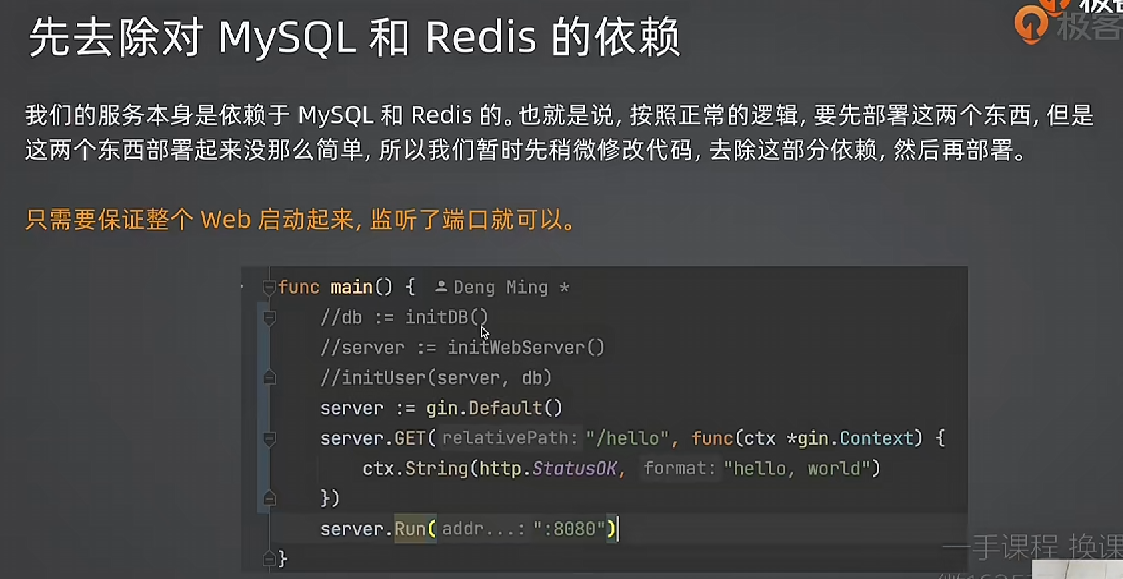 先去除对 MySQL 和 Redis 的依赖
极客
我们的服务本身是依赖于 MySQL 和 Redis 的。也就是说, 按照正常的逻辑, 要先部署这两个东西, 但是
这两个东西部署起来没那么简单, 所以我们暂时先稍微修改代码, 去除这部分依赖, 然后再部署。
只需要保证整个 Web 启动起来, 监听了端口就可以。
func main() { Deng Ming *
//db := initDB()
//server := initWebServer()
//initUser(server, db)
server := gin.Default()
server.GET( relativePath: "/hello", func(ctx *gin.Context) {
ctx.String(http.StatusOK, format: "hello, world")
})
server.Run( addr...: ":8080")
}
一手课程 换课